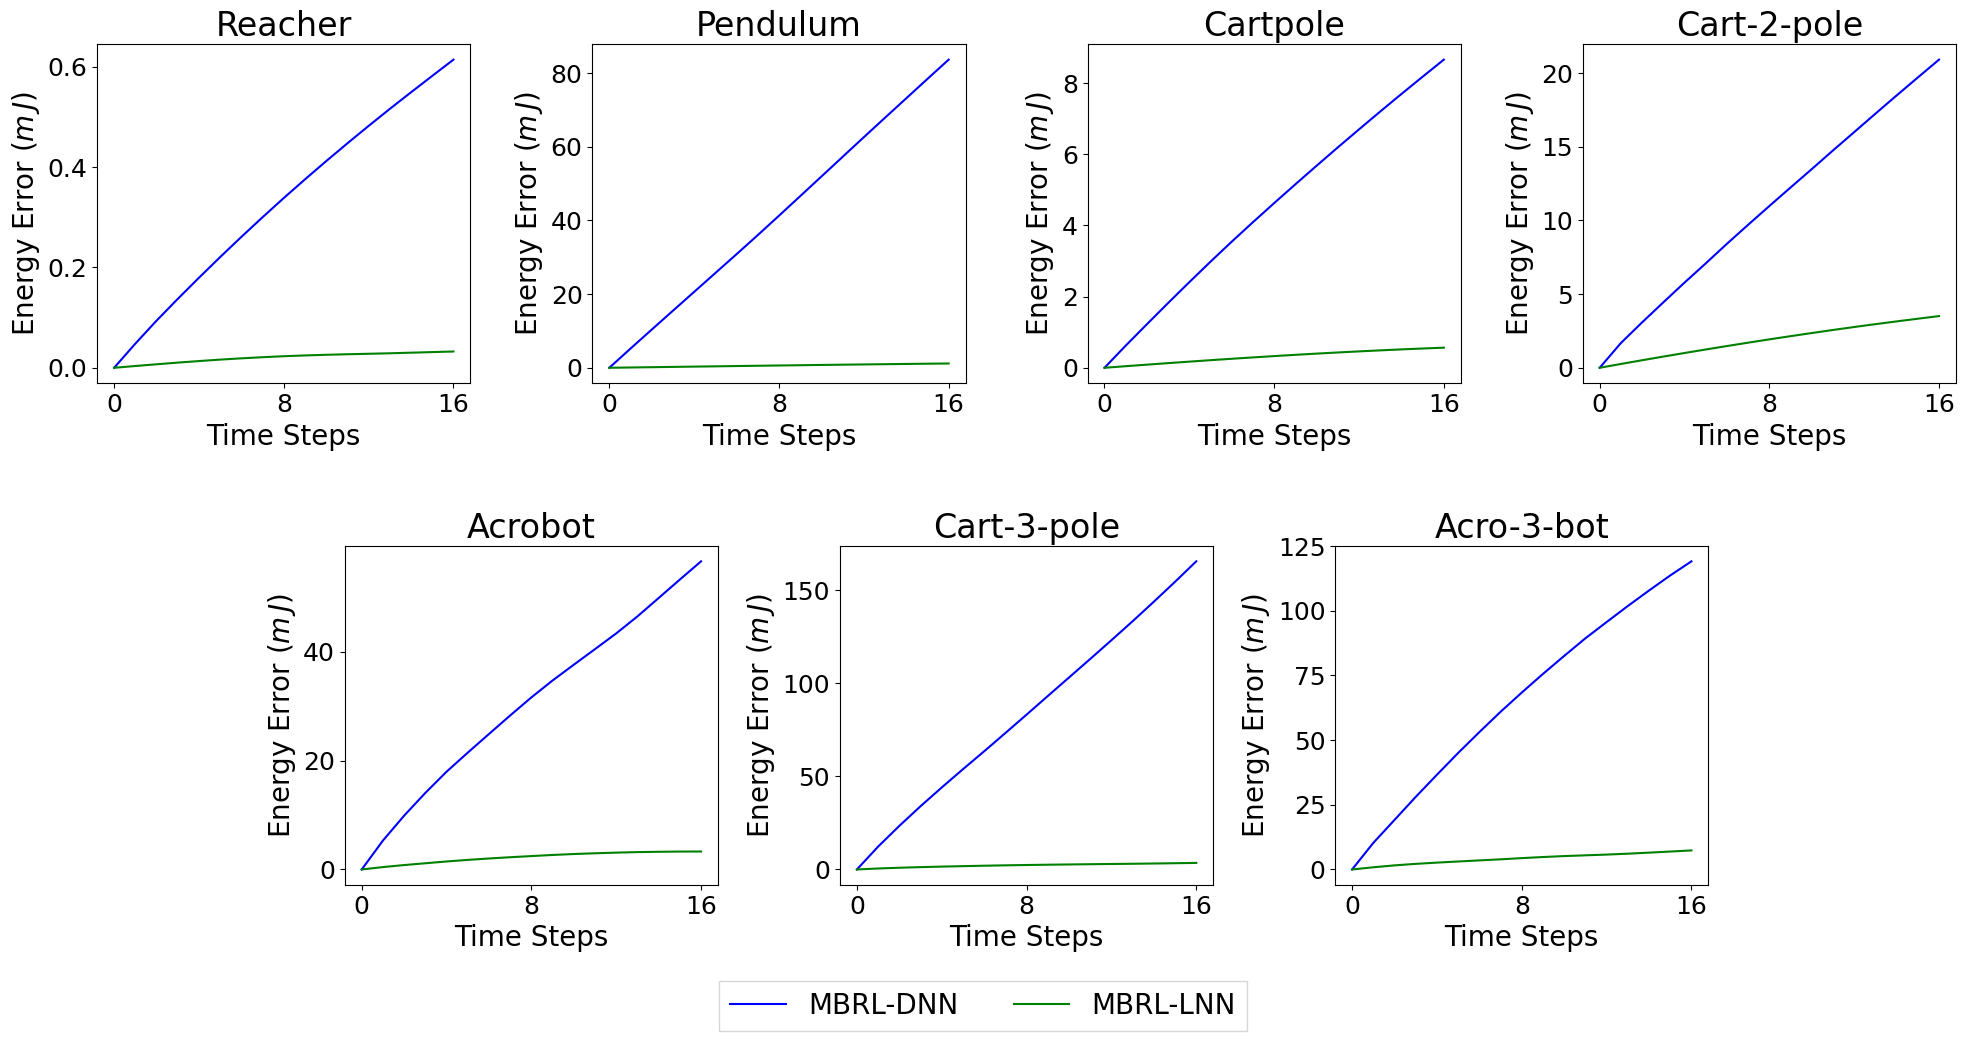 Reacher
Energy Error (mJ)
0.6
0.4
0.2
0.0
0 8 16
Time Steps
Pendulum
Energy Error (mJ)
80
60
40
20
0
0 8 16
Time Steps
Cartpole
Energy Error (mJ)
8
6
4
2
0
0 8 16
Time Steps
Cart-2-pole
Energy Error (mJ)
20
15
10
5
0
0 8 16
Time Steps
Acrobot
Energy Error (mJ)
40
20
0
0 8 16
Time Steps
Cart-3-pole
Energy Error (mJ)
150
100
50
0
0 8 16
Time Steps
Acro-3-bot
Energy Error (mJ)
125
100
75
50
25
0
0 8 16
Time Steps
MBRL-DNN MBRL-LNN